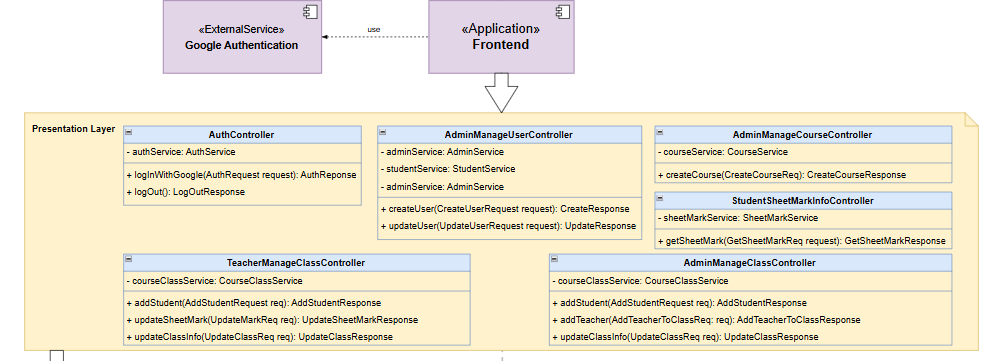 «ExternalService»
Google Authentication
use
«Application»
Frontend
Presentation Layer
AuthController
- authService: AuthService
+ logInWithGoogle(AuthRequest request): AuthReponse
+ logOut(): LogOutResponse
AdminManageUserController
- adminService: AdminService
- studentService: StudentService
- adminService: AdminService
+ createUser(CreateUserRequest request): CreateResponse
+ updateUser(UpdateUserRequest request): UpdateResponse
AdminManageCourseController
- courseService: CourseService
+ createCourse(CreateCourseReq): CreateCourseResponse
StudentSheetMarkInfoController
- sheetMarkService: SheetMarkService
+ getSheetMark(GetSheetMarkReq request): GetSheetMarkResponse
TeacherManageClassController
- courseClassService: CourseClassService
+ addStudent(AddStudentRequest req): AddStudentResponse
+ updateSheetMark(UpdateMarkReq req): UpdateSheetMarkResponse
+ updateClassInfo(UpdateClassReq req): UpdateClassResponse
AdminManageClassController
- courseClassService: CourseClassService
+ addStudent(AddStudentRequest req): AddStudentResponse
+ addTeacher(AddTeacherToClassReq: req): AddTeacherToClassResponse
+ updateClassInfo(UpdateClassReq req): UpdateClassResponse